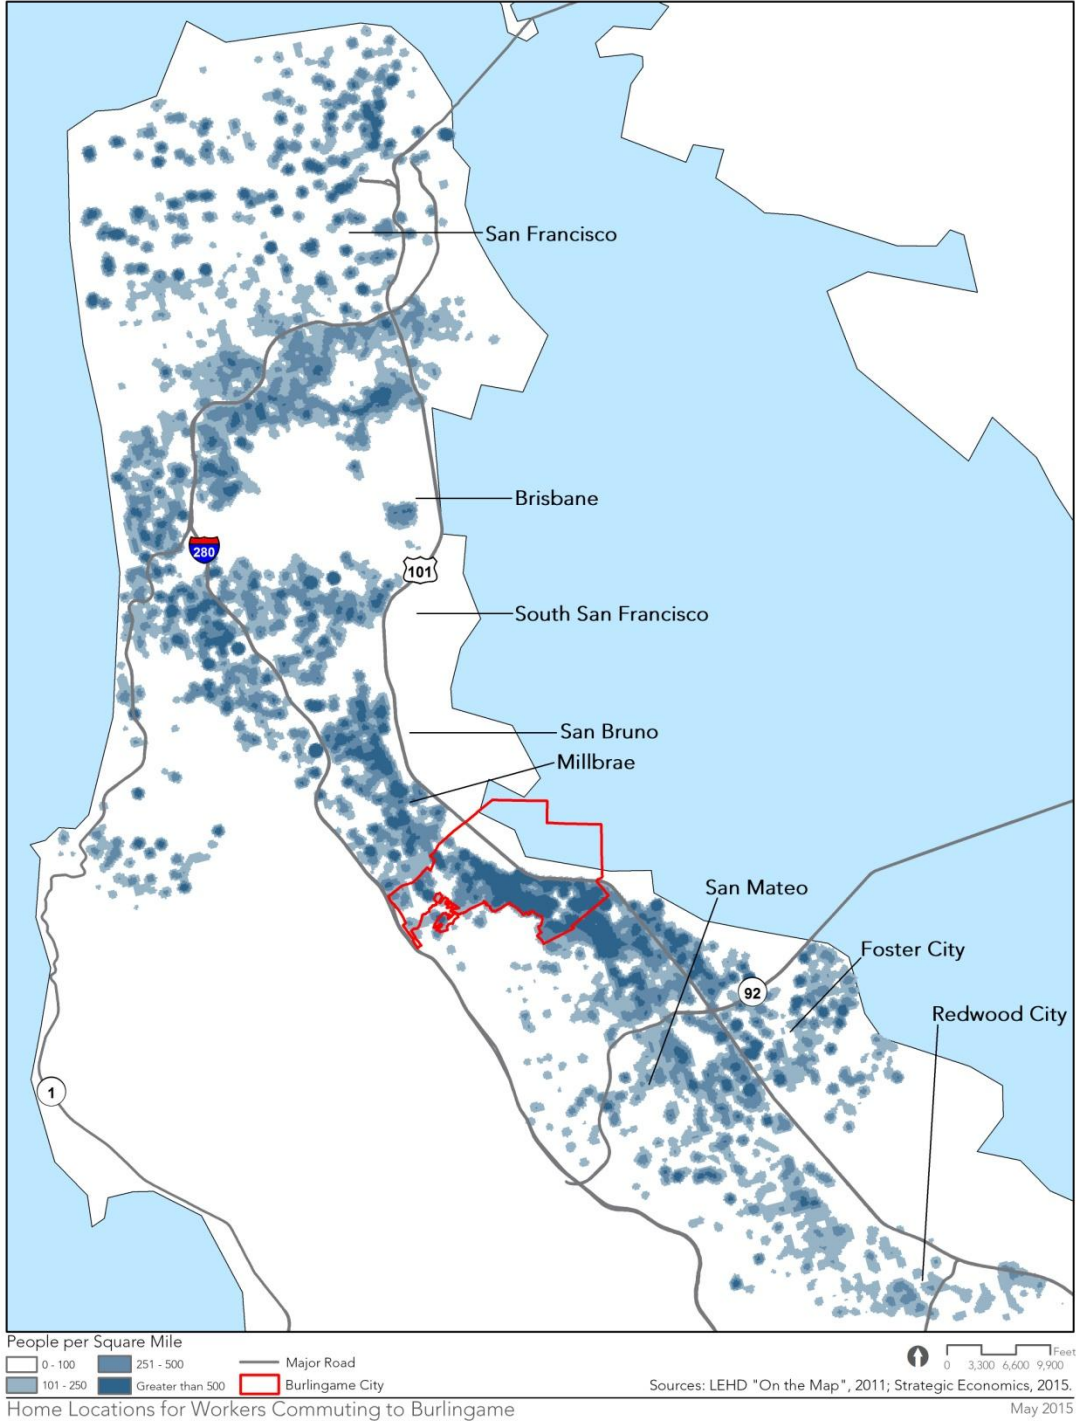 San Francisco
Brisbane
280
101
South San Francisco
San Bruno
Millbrae
San Mateo
Foster City
92
Redwood City
1
People per Square Mile
0 - 100
251 - 500
Major Road
101 - 250
Greater than 500
Burlingame City
Feet
0 3,300 6,600 9,900
Sources: LEHD "On the Map", 2011; Strategic Economics, 2015.
Home Locations for Workers Commuting to Burlingame
May 2015